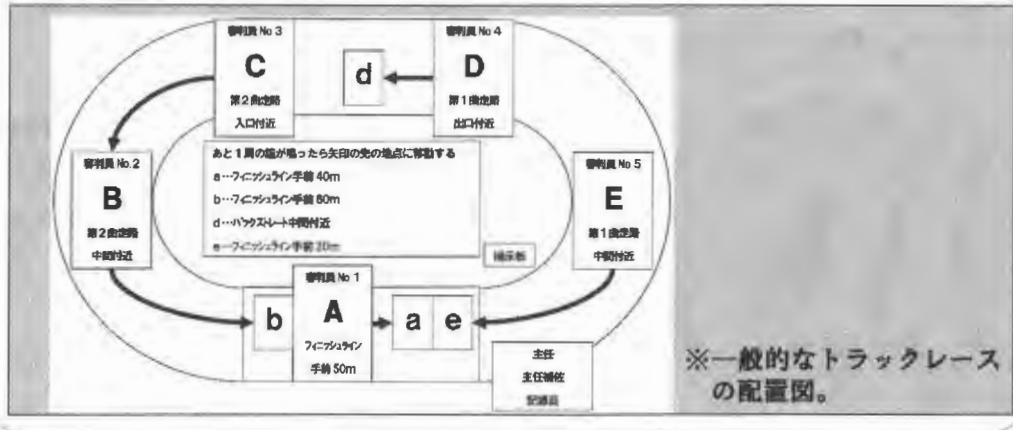 審判員 No 3
C
第2曲走路
入口付近
d
審判員 No 4
D
第1曲走路
出口付近
審判員 No.2
B
第2曲走路
中間付近
あと1周の鐘が鳴ったら矢印の先の地点に移動する
a…フィニッシュライン手前 40m
b…フィニッシュライン手前 60m
d…バックストレート中間付近
e…フィニッシュライン手前 20m
掲示板
審判員 No 5
E
第1曲走路
中間付近
b
審判員 No 1
A
フィニッシュライン
手前 50m
a
e
主任
主任補佐
記録員
※一般的なトラックレース
の配置図。